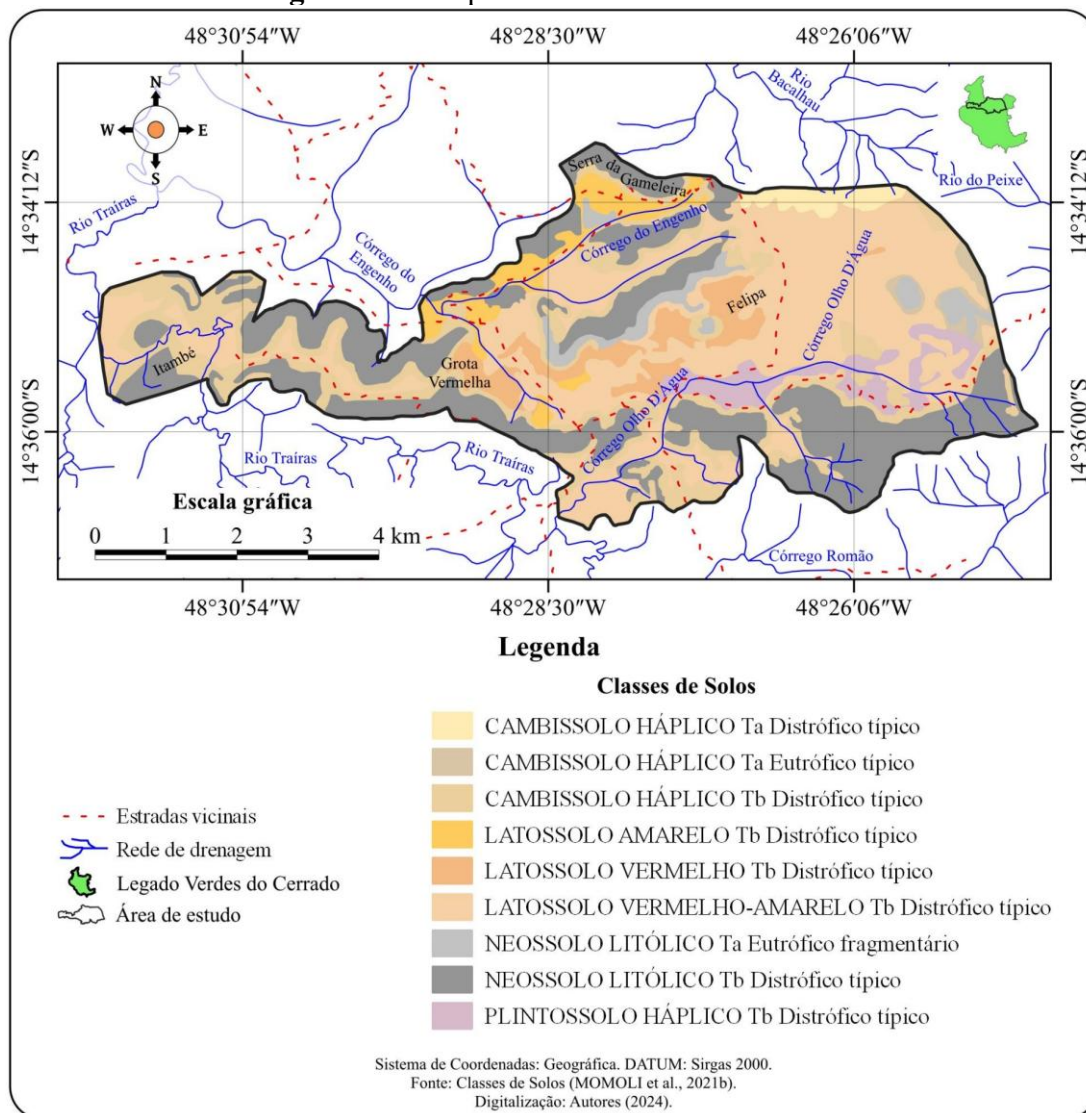 48°30'54"W 48°28'30"W 48°26'06"W
N
W E
S
Rio
Bacalhau
Rio do Peixe
Serra da
Gameleira
14°34'12"S
14°34'12"S
Rio Traíras
Córrego do
Engenho
Córrego do Engenho
Córrego Olho D'Água
Felipa
Itambé
Grota
Vermelha
Córrego Olho D'Água
14°36'00"S
14°36'00"S
Rio Traíras
Rio Traíras
Córrego Romão
Escala gráfica
0 1 2 3 4 km
48°30'54"W 48°28'30"W 48°26'06"W
Legenda
Classes de Solos
CAMBISSOLO HÁPLICO Ta Distrófico típico
CAMBISSOLO HÁPLICO Ta Eutrófico típico
CAMBISSOLO HÁPLICO Tb Distrófico típico
LATOSSOLO AMARELO Tb Distrófico típico
LATOSSOLO VERMELHO Tb Distrófico típico
LATOSSOLO VERMELHO-AMARELO Tb Distrófico típico
NEOSSOLO LITÓLICO Ta Eutrófico fragmentário
NEOSSOLO LITÓLICO Tb Distrófico típico
PLINTOSSOLO HÁPLICO Tb Distrófico típico
Estradas vicinais
Rede de drenagem
Legado Verdes do Cerrado
Área de estudo
Sistema de Coordenadas: Geográfica. DATUM: Sirgas 2000.
Fonte: Classes de Solos (MOMOLI et al., 2021b).
Digitalização: Autores (2024).